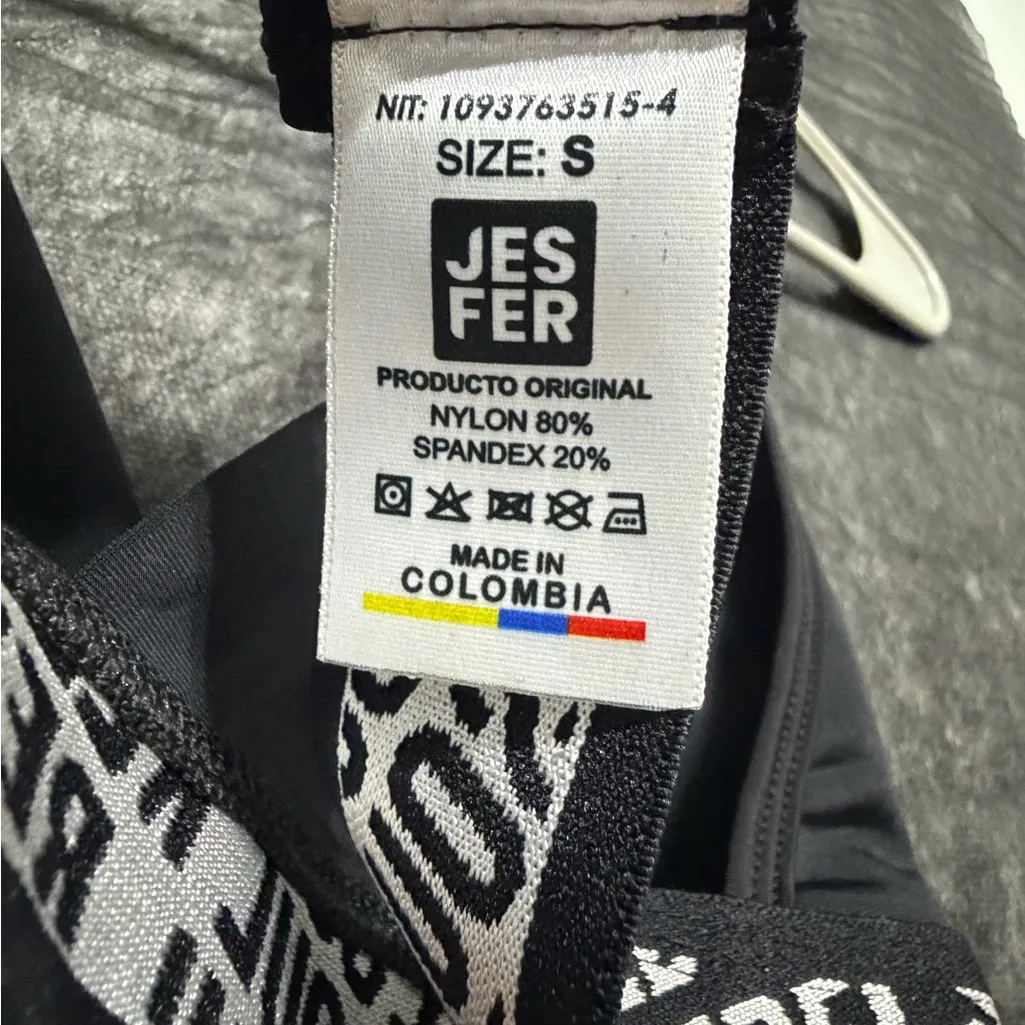 NIT: 1093763515-4
SIZE: S
JES
FER
PRODUCTO ORIGINAL
NYLON 80%
SPANDEX 20%
MADE IN
COLOMBIA